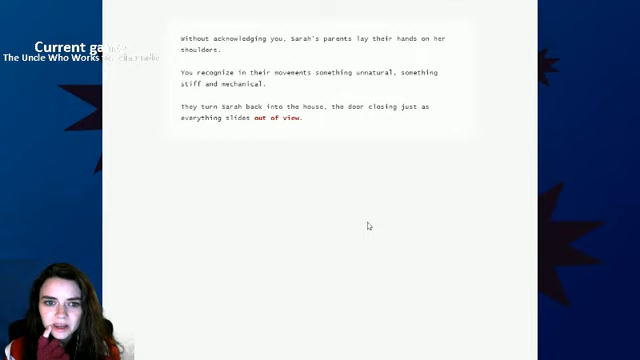 Current gam
The Uncle Who Works
Without acknowledging you, Sarah's parents lay their hands on her
shoulders.
You recognize in their movements something unnatural, something
stiff and mechanical.
They turn Sarah back into the house, the door closing just as
everything slides out of view.